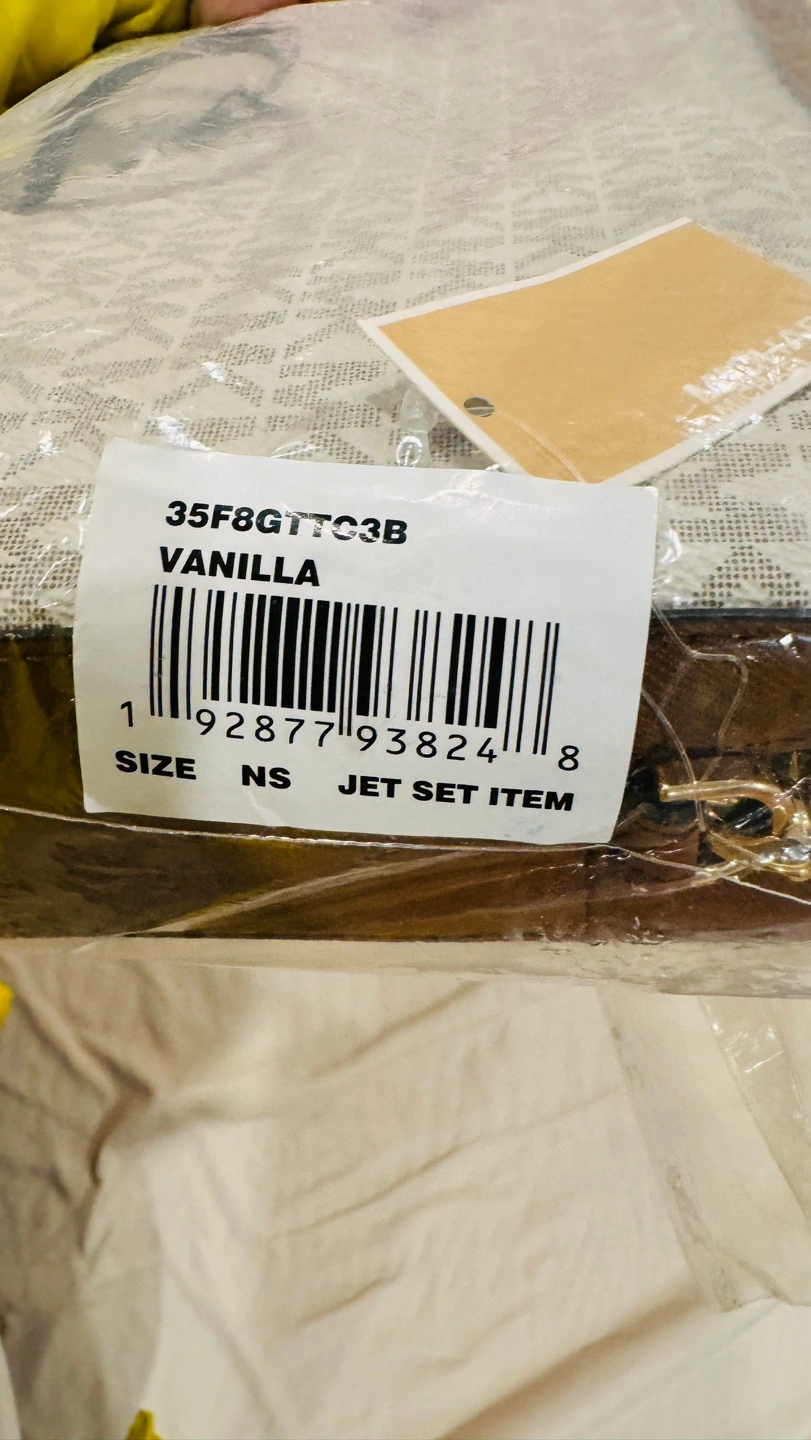 35F8GTTC3B
VANILLA
1 92877 93824 8
SIZE NS JET SET ITEM